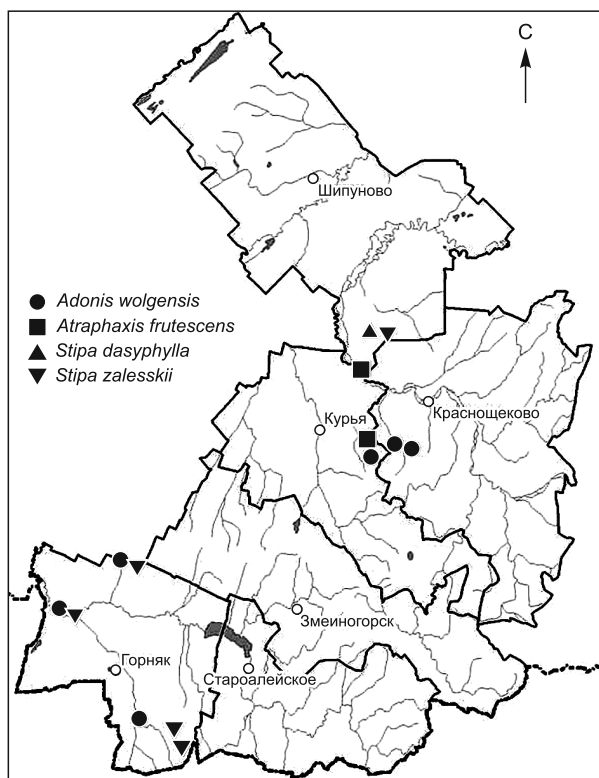 С
Шипуново
Adonis wolgensis
Atraphaxis frutescens
Stipa dasyphylla
Stipa zalesskii
Краснощеково
Курья
Змеиногорск
Горняк
Староалейское